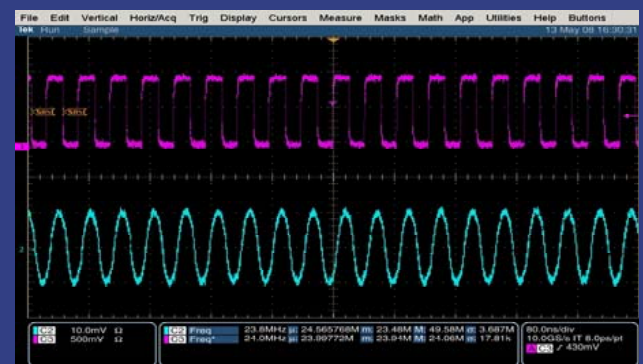 File Edit Vertical Horiz/Acq Trig Display Cursors Measure Masks Math App Utilities Help Buttons
Tek Run Sample 13 May 08 16:30:31
2
C2 10.0mV Ω
C3 500mV Ω
C2 Freq 23.8MHz μ: 24.565768M m: 23.48M M: 49.58M σ: 3.687M
C3 Freq* 24.0MHz μ: 23.99772M m: 23.94M M: 24.06M σ: 17.81k
80.0ns/div
10.0GS/s IT 8.0ps/pt
A C3 430mV